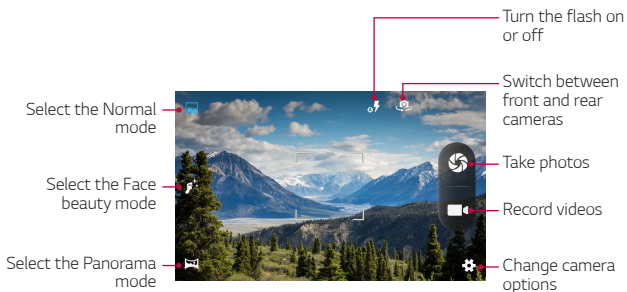 Turn the flash on
or off
Switch between
front and rear
cameras
Select the Normal
mode
Take photos
Select the Face
beauty mode
Record videos
Select the Panorama
mode
Change camera
options